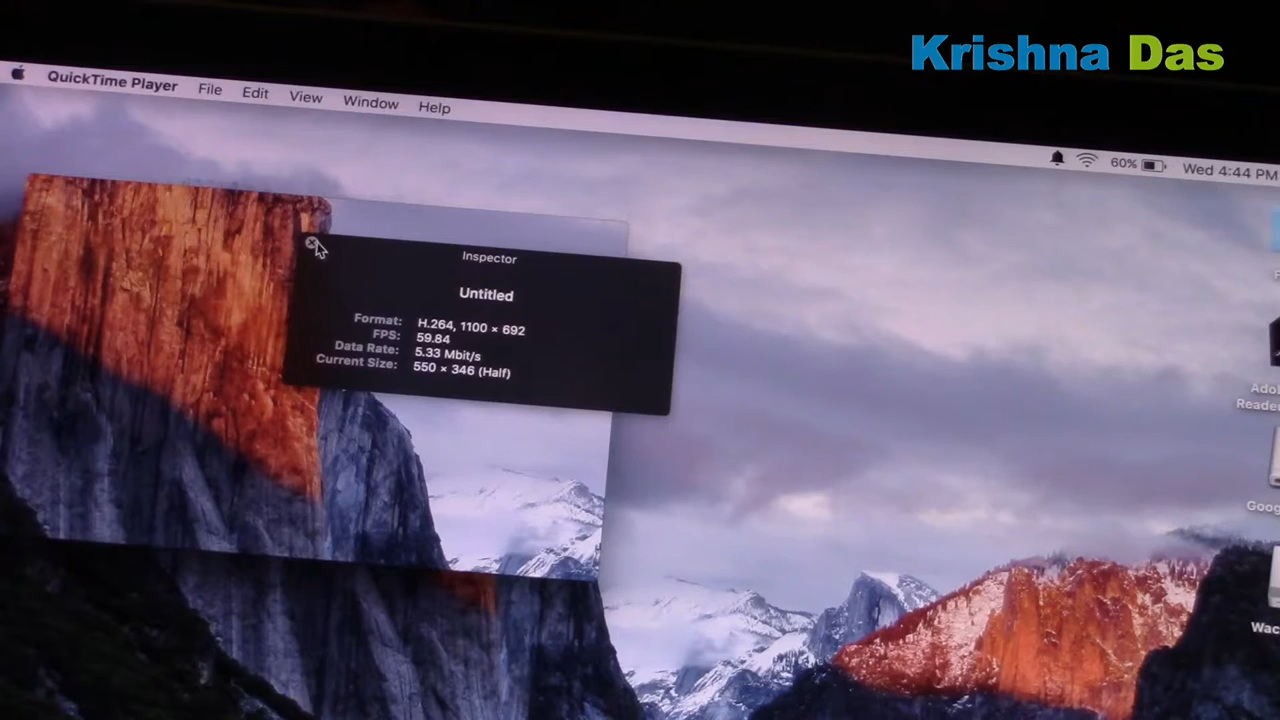 Krishna Das
QuickTime Player File Edit View Window Help
60% Wed 4:44 PM
Inspector
Untitled
Format: H.264, 1100 × 692
FPS: 59.84
Data Rate: 5.33 Mbit/s
Current Size: 550 × 346 (Half)
Reader